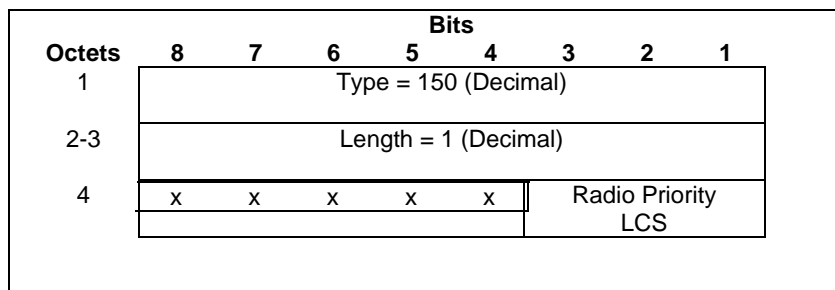 Bits
Octets 8 7 6 5 4 3 2 1
1 Type = 150 (Decimal)
2-3 Length = 1 (Decimal)
4 x x x x x Radio Priority
LCS